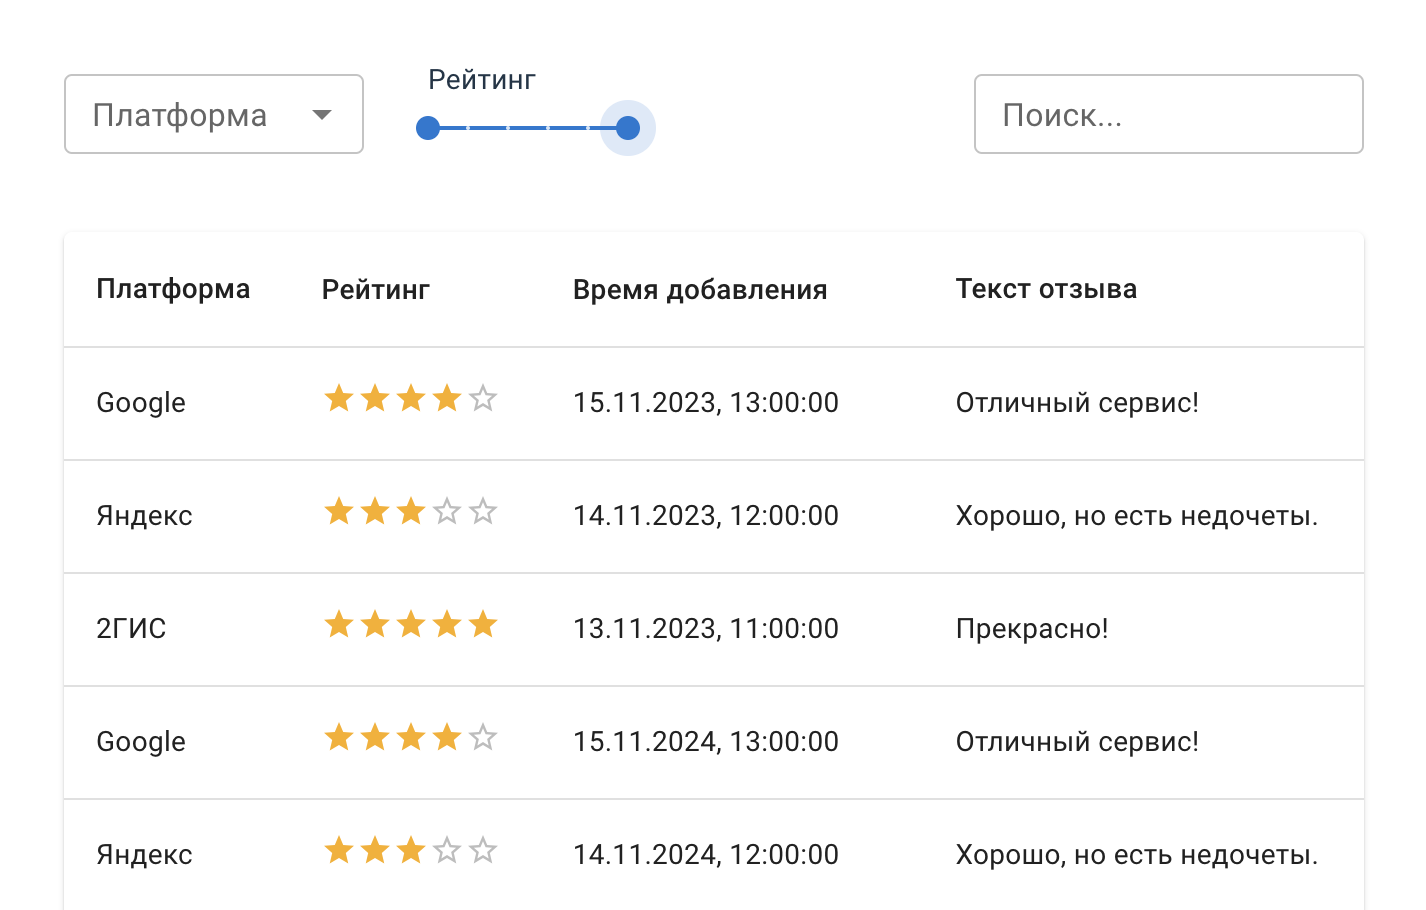 Рейтинг
Платформа
Поиск...
Платформа Рейтинг Время добавления Текст отзыва
Google 15.11.2023, 13:00:00 Отличный сервис!
Яндекс 14.11.2023, 12:00:00 Хорошо, но есть недочеты.
2ГИС 13.11.2023, 11:00:00 Прекрасно!
Google 15.11.2024, 13:00:00 Отличный сервис!
Яндекс 14.11.2024, 12:00:00 Хорошо, но есть недочеты.